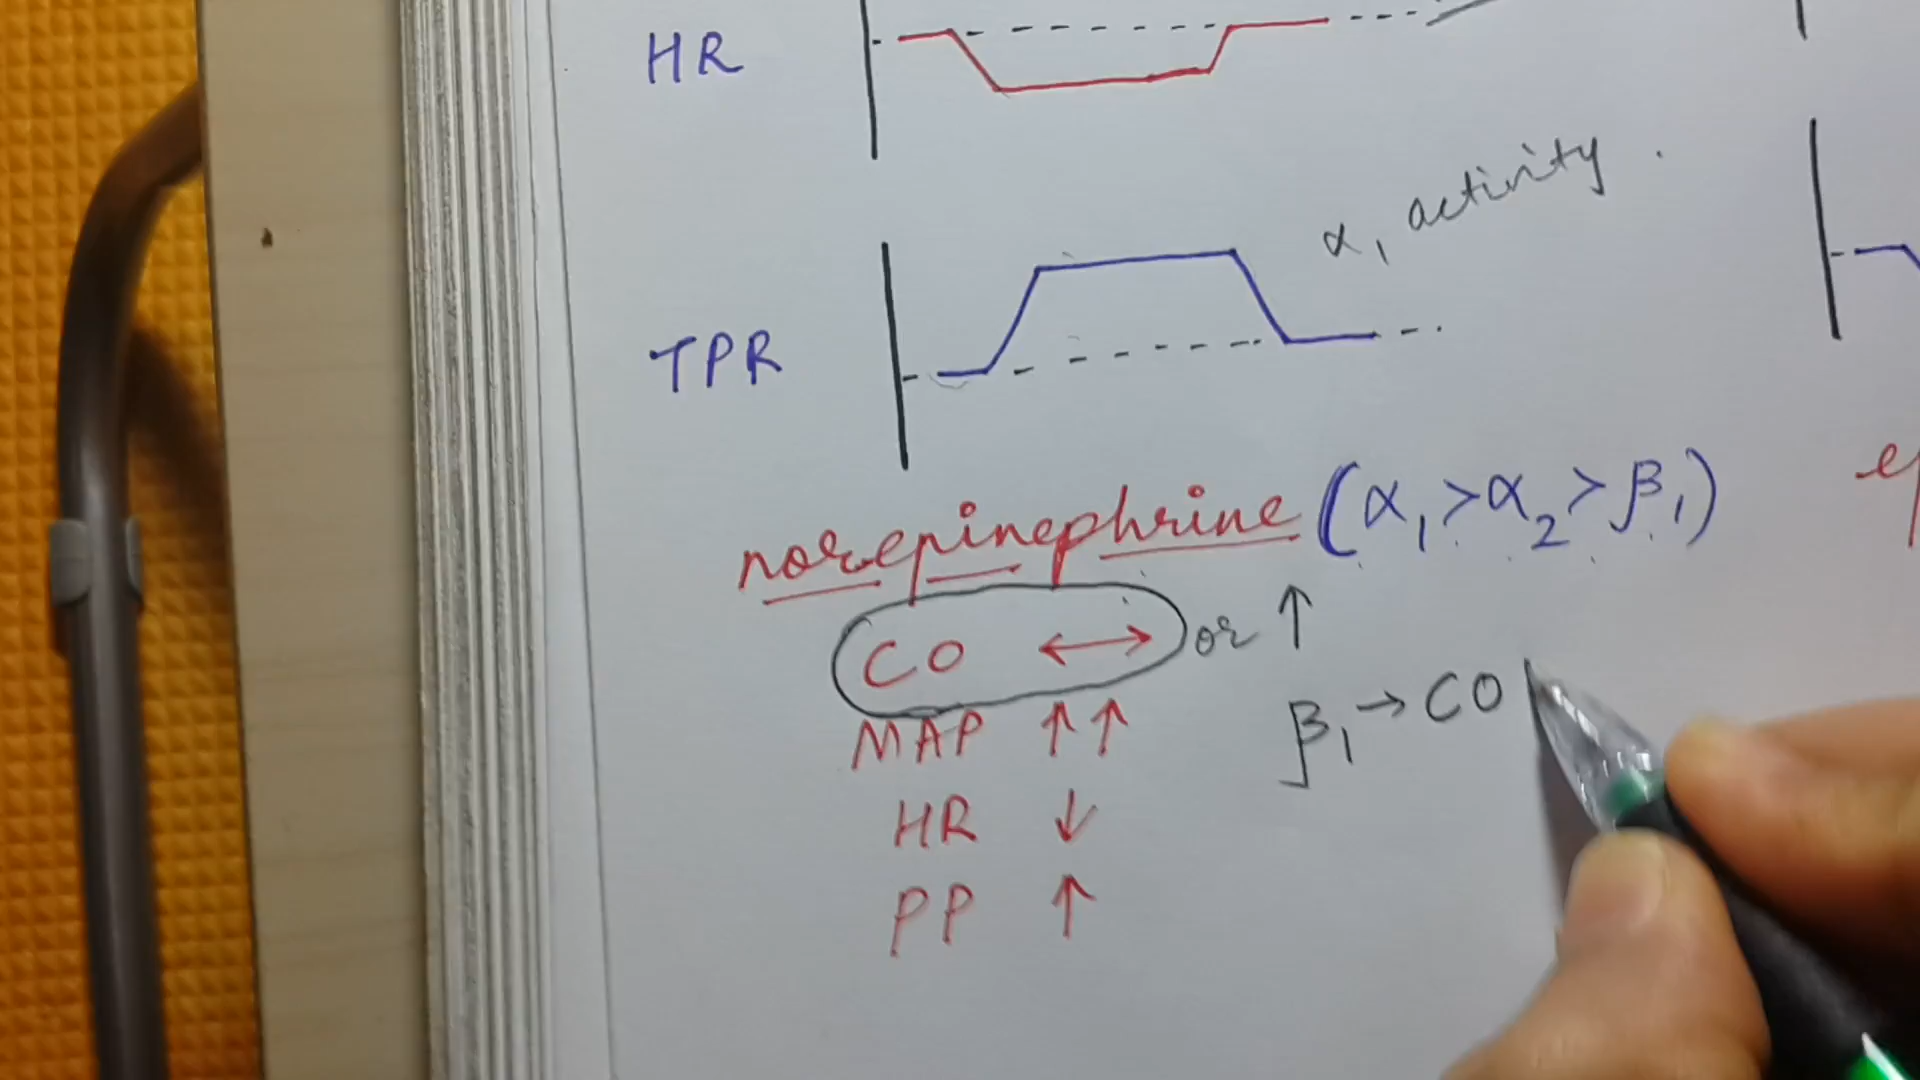 HR
α₁ activity.
TPR
norepinephrine (α₁ > α₂ > β₁)
CO ↔ or ↑
β₁ → CO
MAP ↑↑
HR ↓
PP ↑